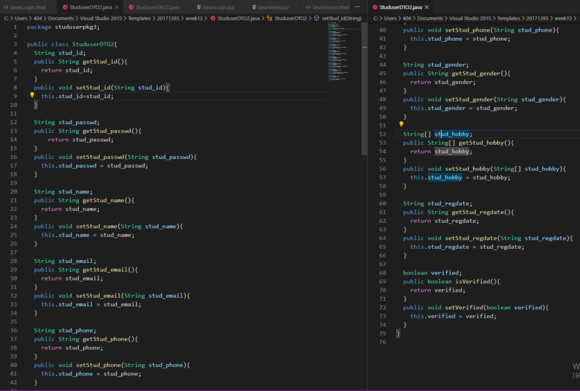 beanLogin.html
StuduserDTO2.java
StuduserDTO2.java
beanLogin.jsp
beanHome.html
Users > 404 > Documents > Visual Studio 2015 > Templates > 20171393 > week13 > StuduserDTO2.java > StuduserDTO2 > setStud_id(String)
1 package studuserpkg3;
2
3 public class StuduserDTO2{
4 String stud_id;
5 public String getStud_id(){
6 return stud_id;
7 }
8 public void setStud_id(String stud_id){
9 this.stud_id=stud_id;
10 }
11
12 String stud_passwd;
13 public String getStud_passwd(){
14 return stud_passwd;
15 }
16 public void setStud_passwd(String stud_passwd){
17 this.stud_passwd = stud_passwd;
18 }
19
20 String stud_name;
21 public String getStud_name(){
22 return stud_name;
23 }
24 public void setStud_name(String stud_name){
25 this.stud_name = stud_name;
26 }
27
28 String stud_email;
29 public String getStud_email(){
30 return stud_email;
31 }
32 public void setStud_email(String stud_email){
33 this.stud_email = stud_email;
34 }
35
36 String stud_phone;
37 public String getStud_phone(){
38 return stud_phone;
39 }
40 public void setStud_phone(String stud_phone){
41 this.stud_phone = stud_phone;
42 }
StuduserDTO2.java
C: > Users > 404 > Documents > Visual Studio 2015 > Templates > 20171393 > week13 >
40 public void setStud_phone(String stud_phone){
41 this.stud_phone = stud_phone;
42 }
43
44 String stud_gender;
45 public String getStud_gender(){
46 return stud_gender;
47 }
48 public void setStud_gender(String stud_gender){
49 this.stud_gender = stud_gender;
50 }
51
52 String[] stud_hobby;
53 public String[] getStud_hobby(){
54 return stud_hobby;
55 }
56 public void setStud_hobby(String[] stud_hobby){
57 this.stud_hobby = stud_hobby;
58 }
59
60 String stud_regdate;
61 public String getStud_regdate(){
62 return stud_regdate;
63 }
64 public void setStud_regdate(String stud_regdate){
65 this.stud_regdate = stud_regdate;
66 }
67
68 boolean verified;
69 public boolean isVerified(){
70 return verified;
71 }
72 public void setVerified(boolean verified){
73 this.verified = verified;
74 }
75 }
76